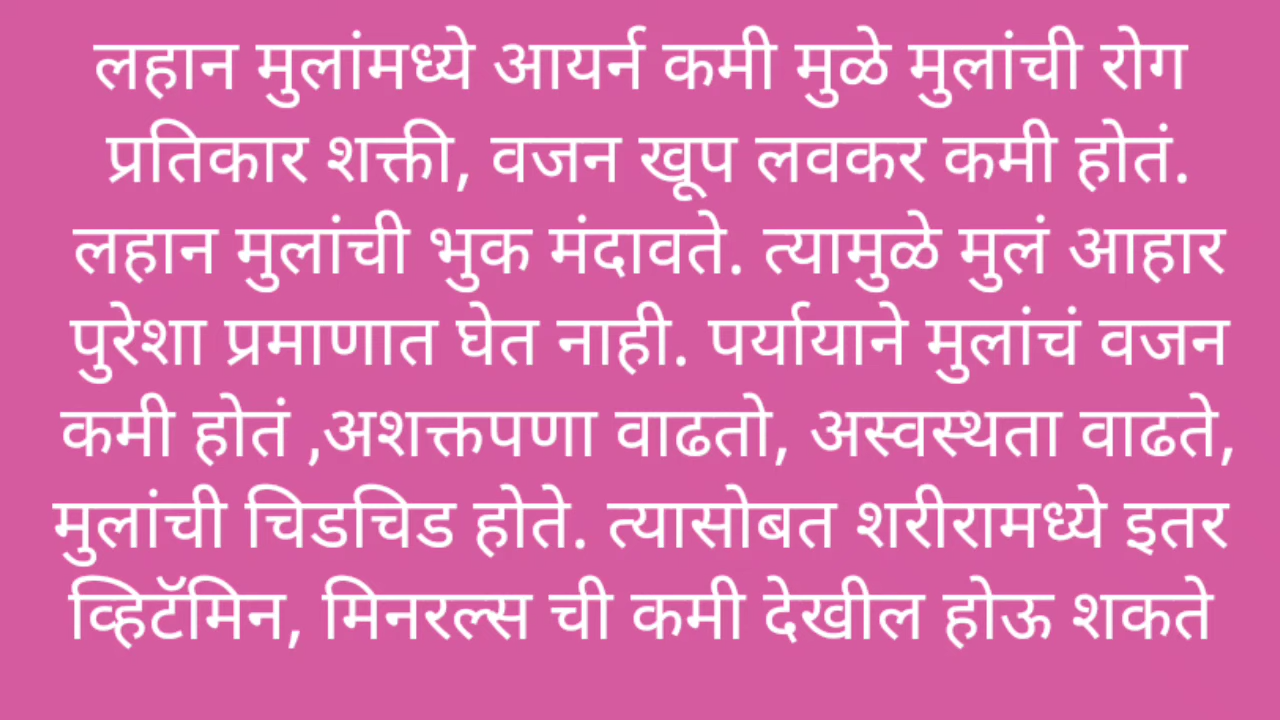 लहान मुलांमध्ये आयर्न कमी मुळे मुलांची रोग
प्रतिकार शक्ती, वजन खूप लवकर कमी होतं.
लहान मुलांची भुक मंदावते. त्यामुळे मुलं आहार
पुरेशा प्रमाणात घेत नाही. पर्यायाने मुलांचं वजन
कमी होतं ,अशक्तपणा वाढतो, अस्वस्थता वाढते,
मुलांची चिडचिड होते. त्यासोबत शरीरामध्ये इतर
व्हिटॅमिन, मिनरल्स ची कमी देखील होऊ शकते